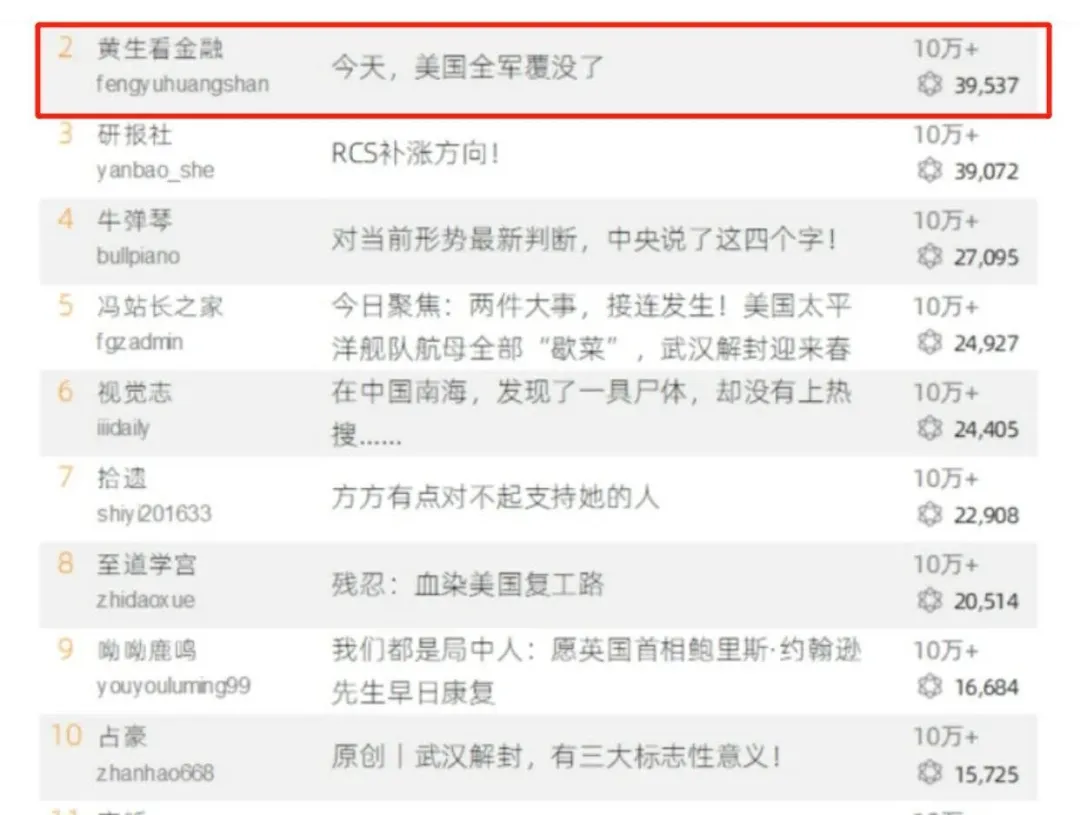 2 黄生看金融 今天，美国全军覆没了 10万+
fengyuhuangshan 39,537
3 研报社 RCS补涨方向！ 10万+
yanbao_she 39,072
4 牛弹琴 对当前形势最新判断，中央说了这四个字！ 10万+
bullpiano 27,095
5 冯站长之家 今日聚焦：两件大事，接连发生！美国太平 10万+
fgzadmin 洋舰队航母全部“歇菜”，武汉解封迎来春 24,927
6 视觉志 在中国南海，发现了一具尸体，却没有上热 10万+
iiidaily 搜…… 24,405
7 拾遗 方方有点对不起支持她的人 10万+
shiyi201633 22,908
8 至道学宫 残忍：血染美国复工路 10万+
zhidaoxue 20,514
9 呦呦鹿鸣 我们都是局中人：愿英国首相鲍里斯·约翰逊 10万+
youyouluming99 先生早日康复 16,684
10 占豪 原创丨武汉解封，有三大标志性意义！ 10万+
zhanhao668 15,725